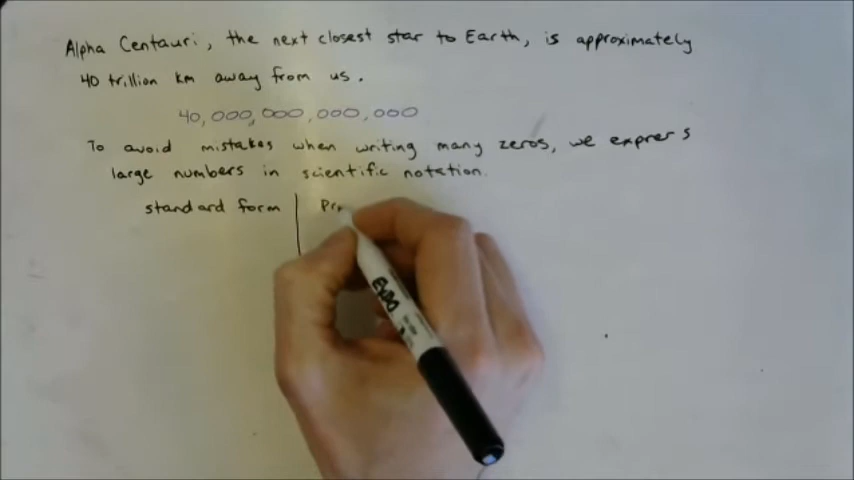 Alpha Centauri, the next closest star to Earth, is approximately
40 trillion km away from us.
40,000,000,000,000
To avoid mistakes when writing many zeros, we express
large numbers in scientific notation.
standard form
EXPO